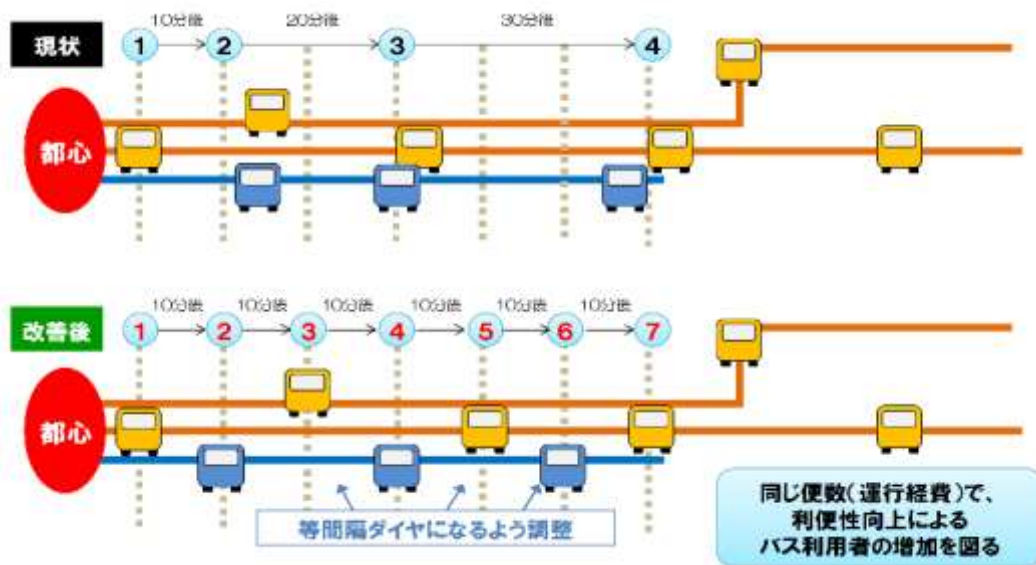 10分後
20分後
30分後
現状
1
2
3
4
都心
10分後
10分後
10分後
10分後
10分後
10分後
改善後
1
2
3
4
5
6
7
都心
等間隔ダイヤになるよう調整
同じ便数(運行経費)で、
利便性向上による
バス利用者の増加を図る